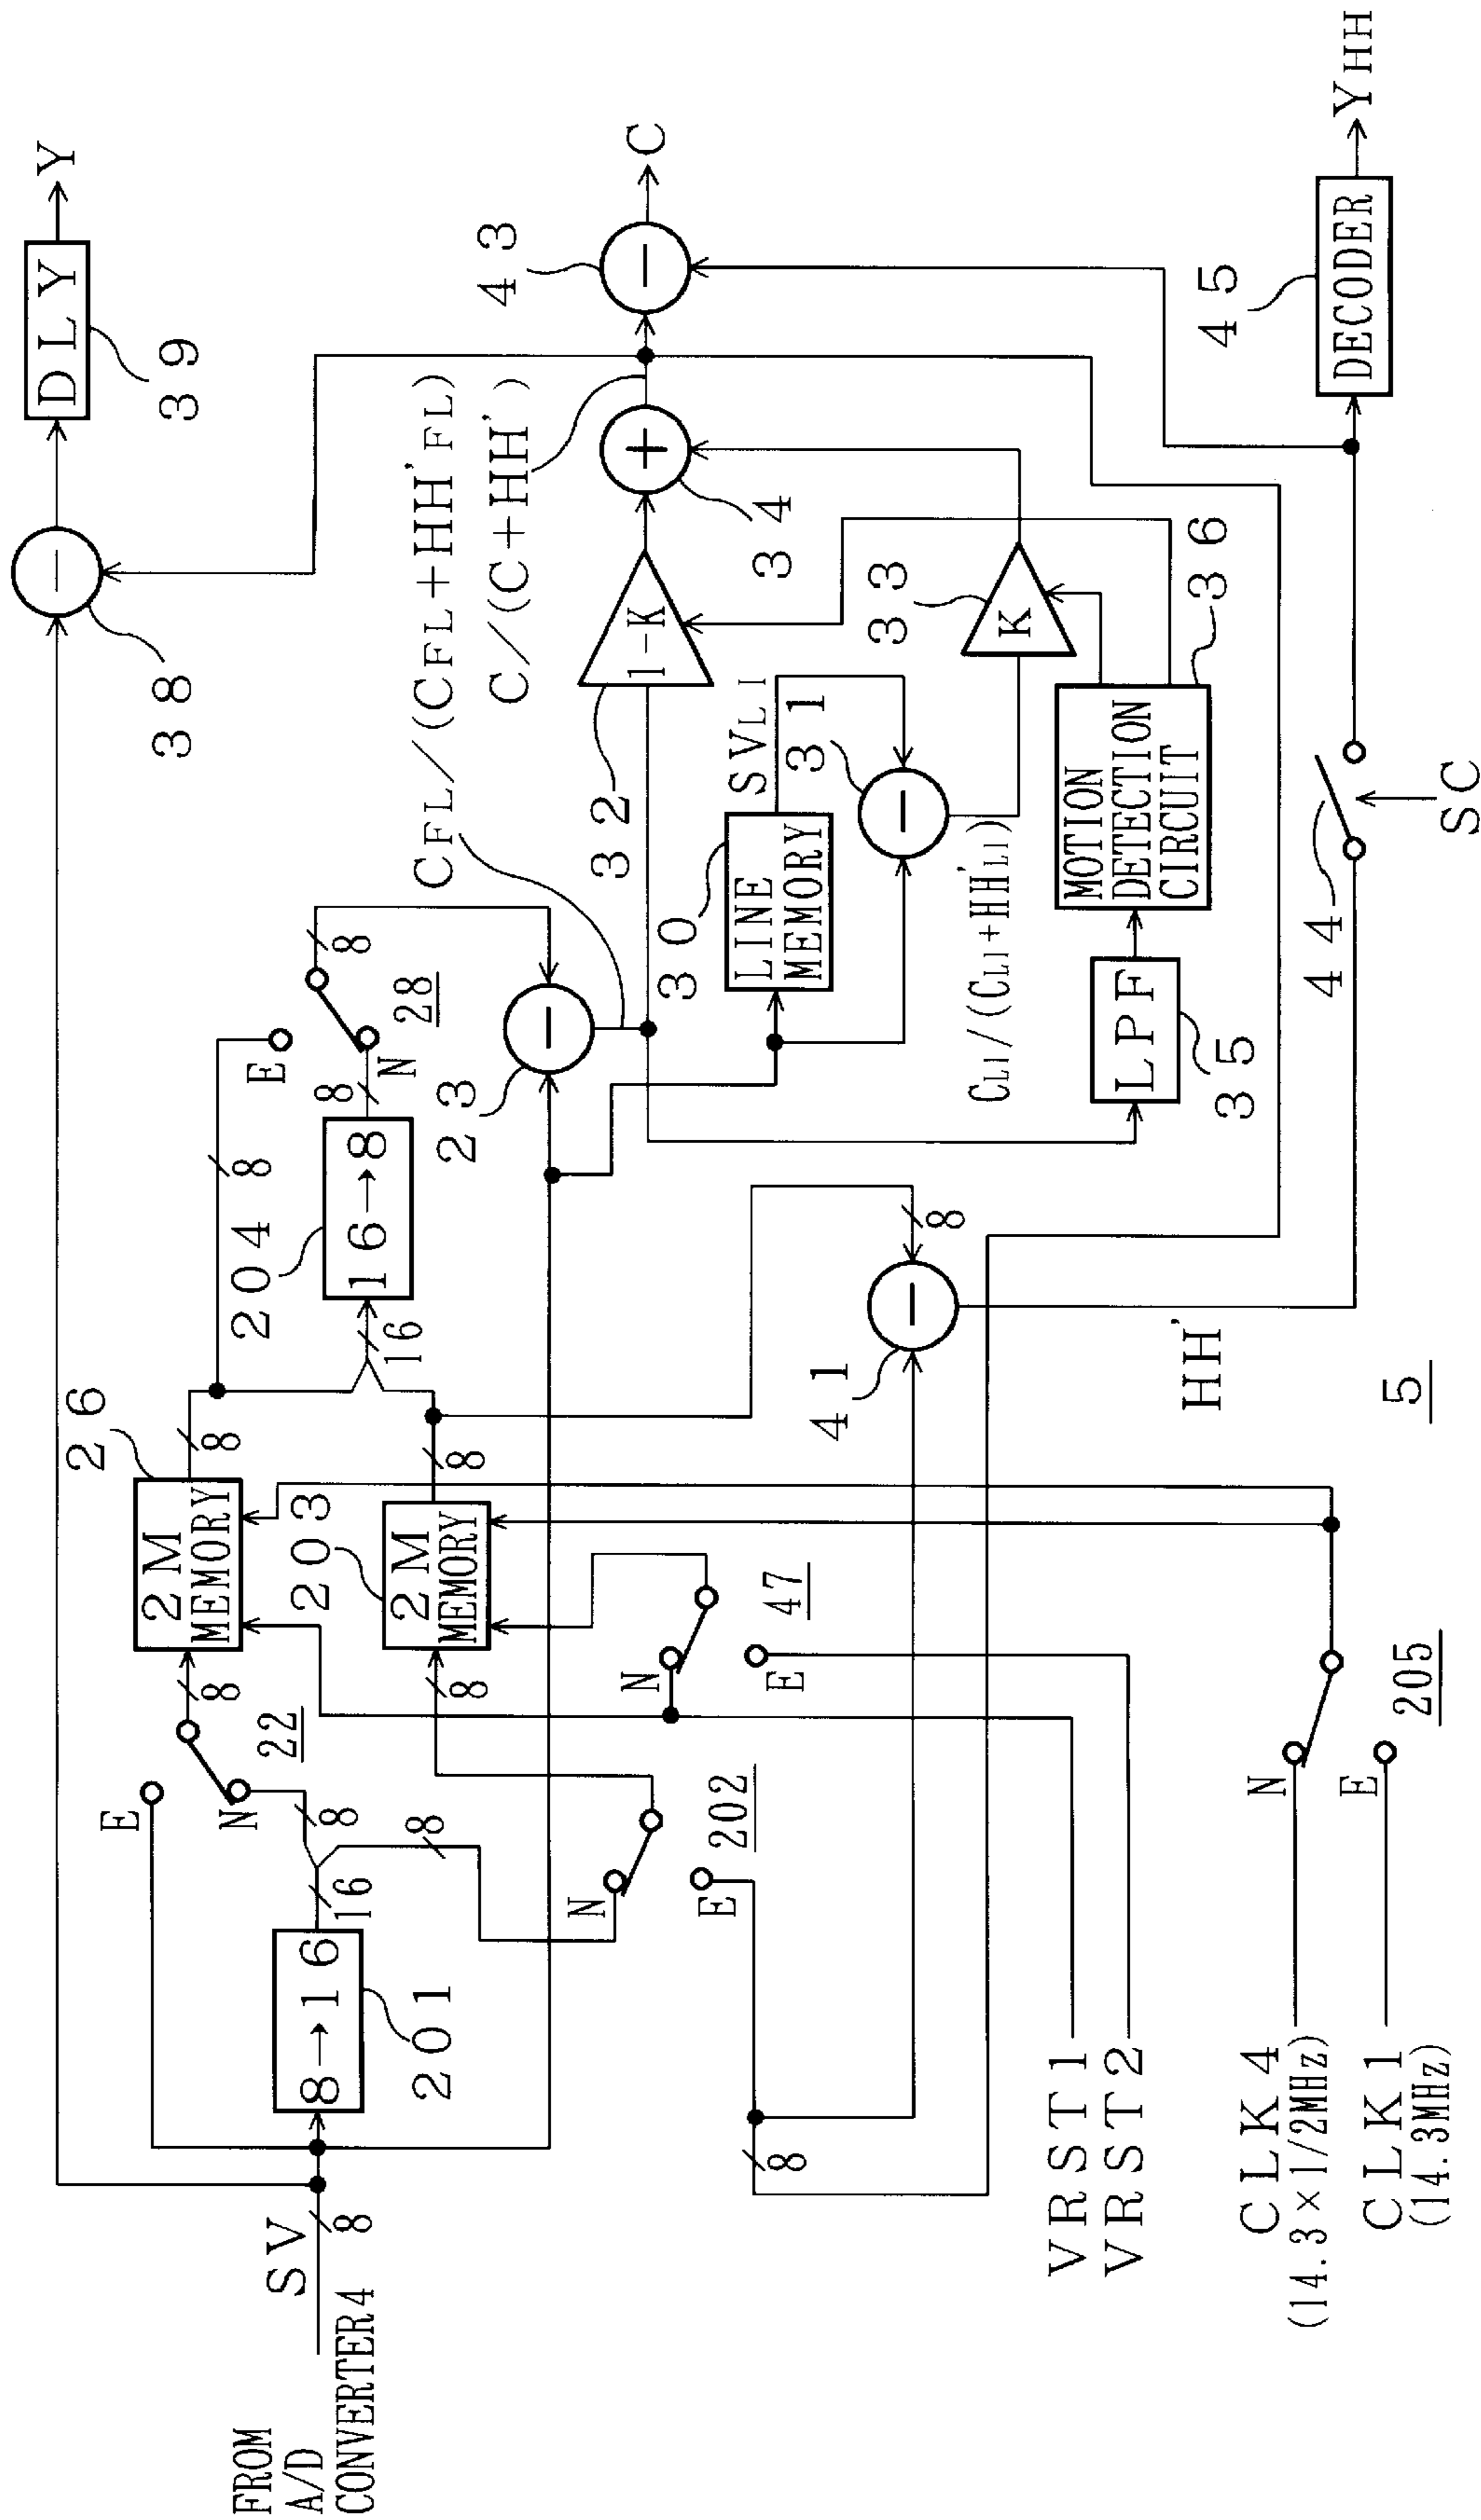 FROM
A/D
CONVERTER4
SV
8
8→16
201
16
8
8
E
N
22
8
2M
MEMORY
26
8
N
E
202
8
2M
MEMORY
203
8
N
E
47
VRST1
VRST2
CLK4
(14.3×1/2MHz)
CLK1
(14.3MHz)
N
E
205
8
16
16→8
204
8
8
E
N
28
8
−
23
−
41
8
HH'
5
CFL/(CFL+HH'FL)
C/(C+HH')
1-K
32
LINE
MEMORY
30
SVL1
−
31
CL1/(CL1+HH'L1)
K
33
LPF
35
MOTION
DETECTION
CIRCUIT
36
+
34
−
38
DLY
39
Y
−
43
C
44
SC
DECODER
45
YHH